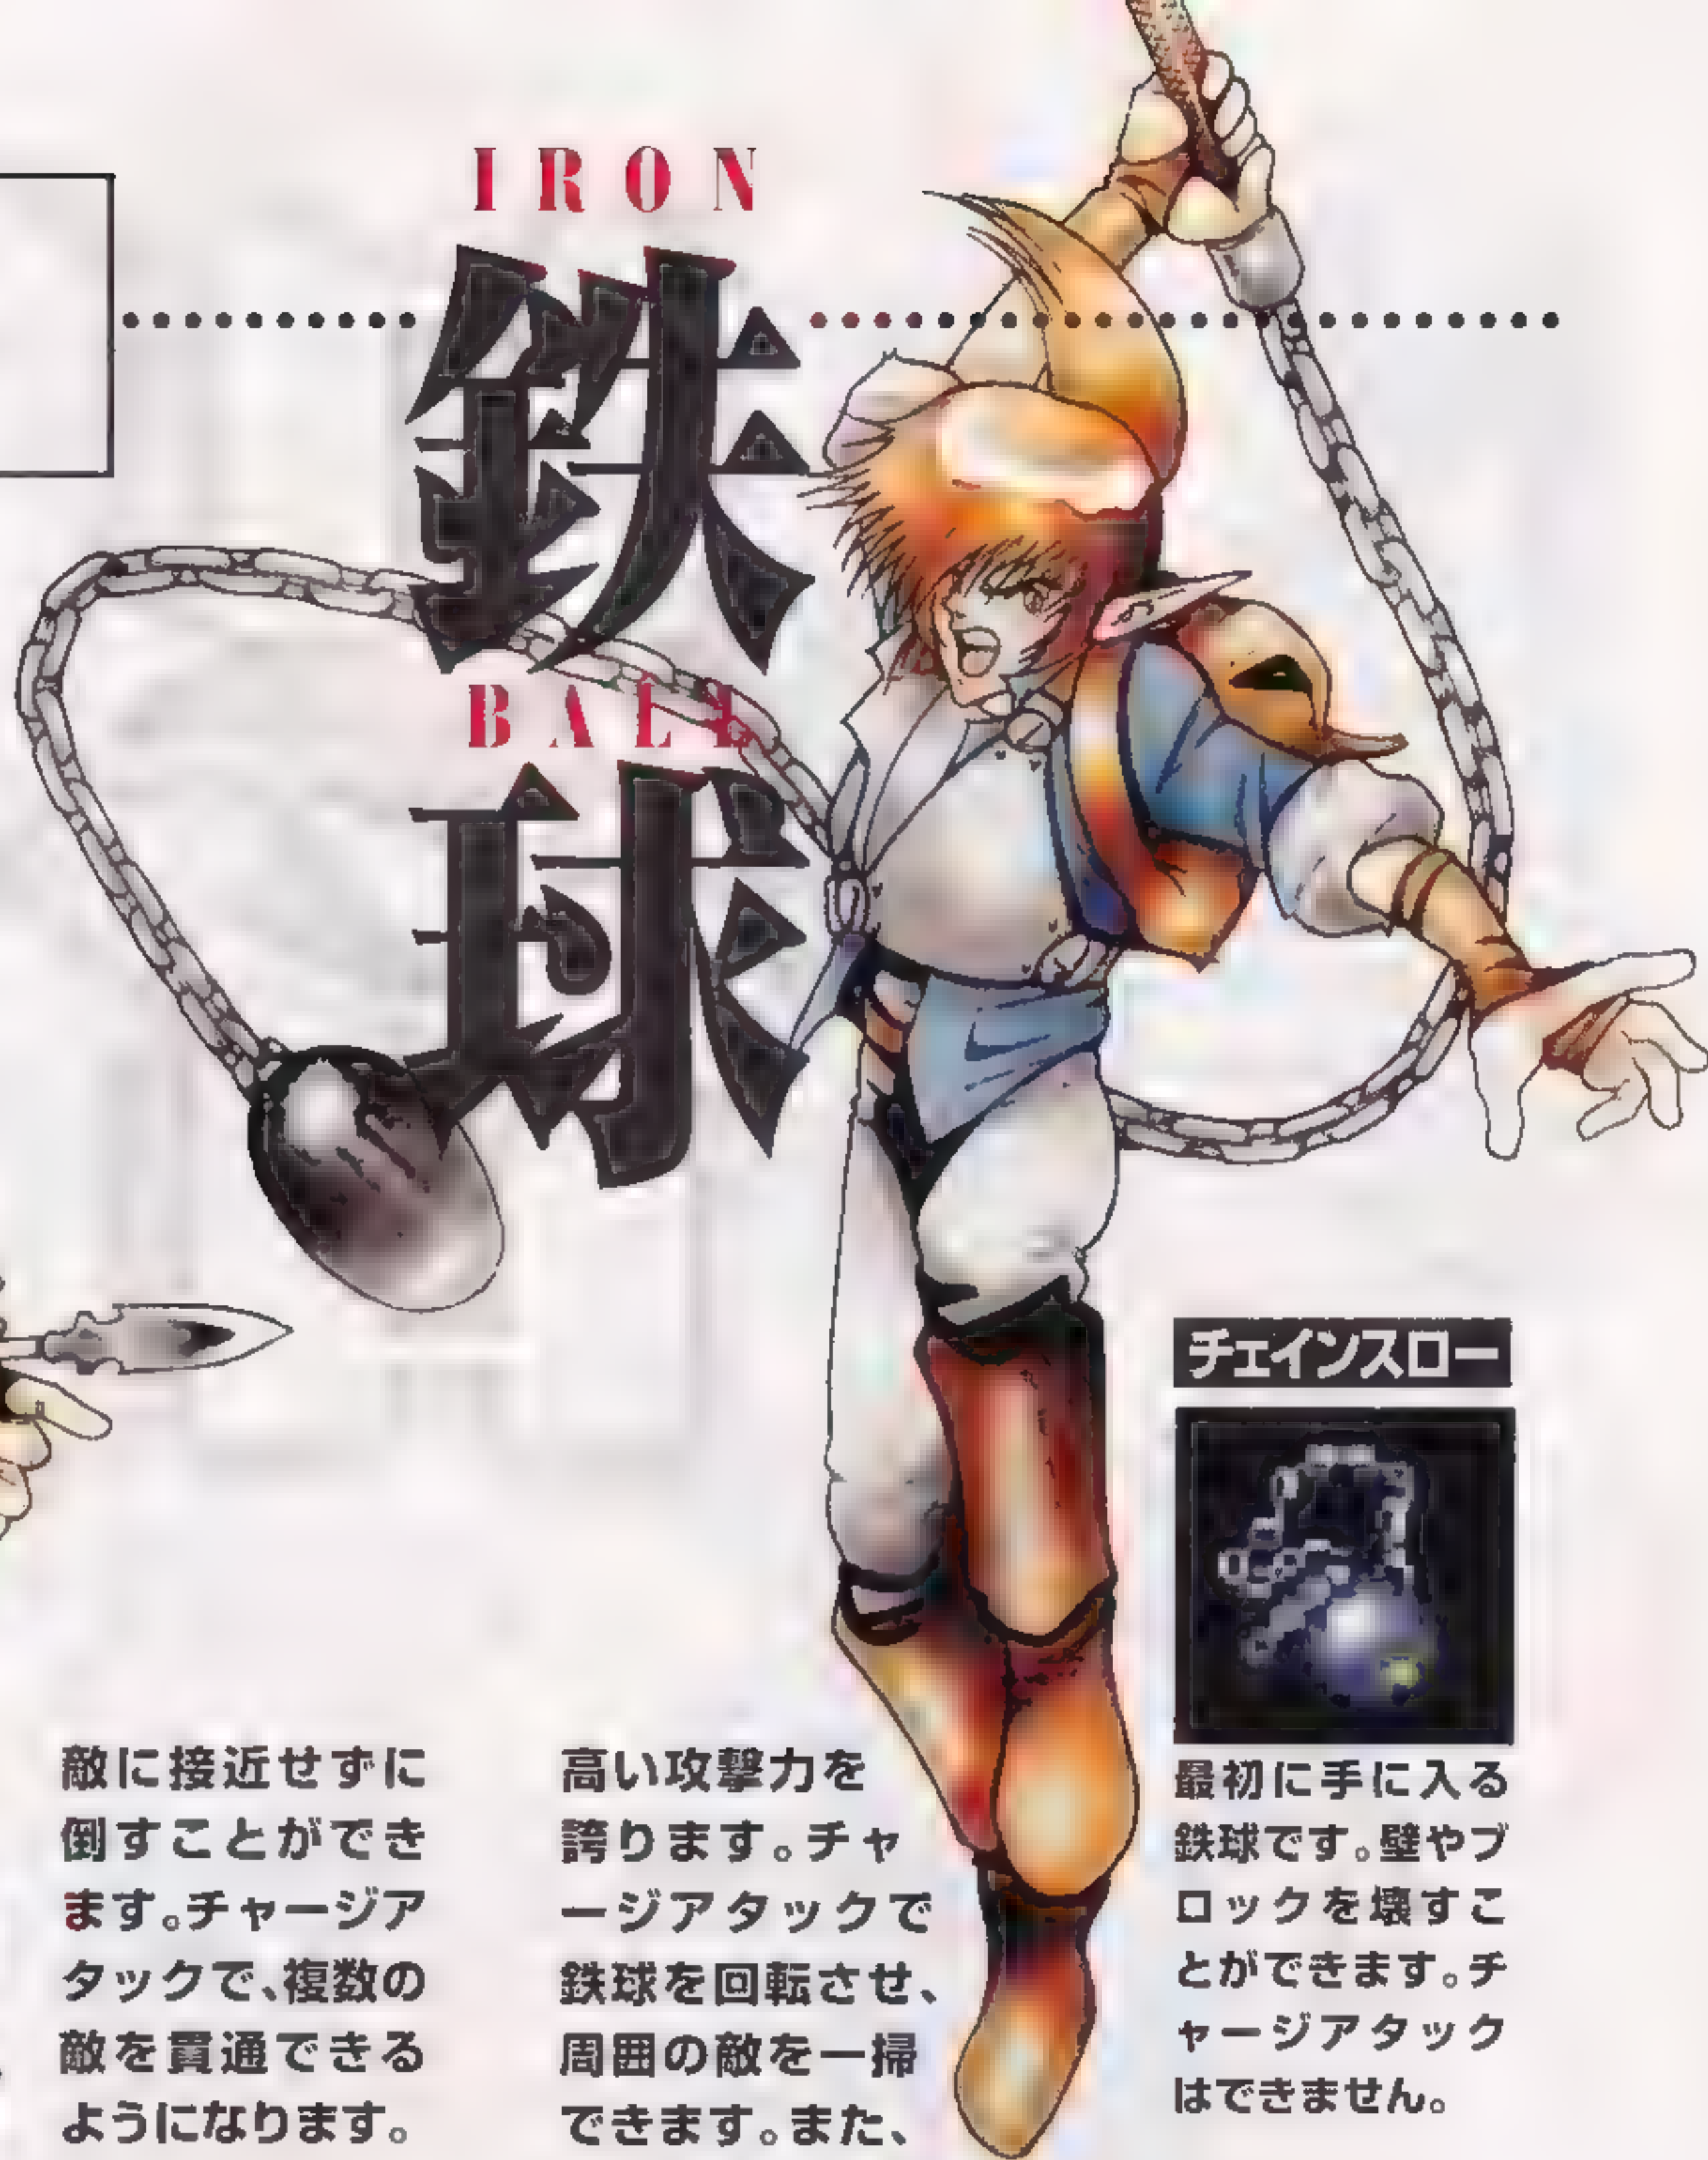 IRON
鉄
BALL
球
チェインスロー
敵に接近せずに
倒すことができ
ます。チャージア
タックで、複数の
敵を貫通できる
ようになります。
高い攻撃力を
誇ります。チャ
ージアタックで
鉄球を回転させ、
周囲の敵を一掃
できます。また、
最初に手に入る
鉄球です。壁やブ
ロックを壊すこ
とができます。チ
ャージアタック
はできません。